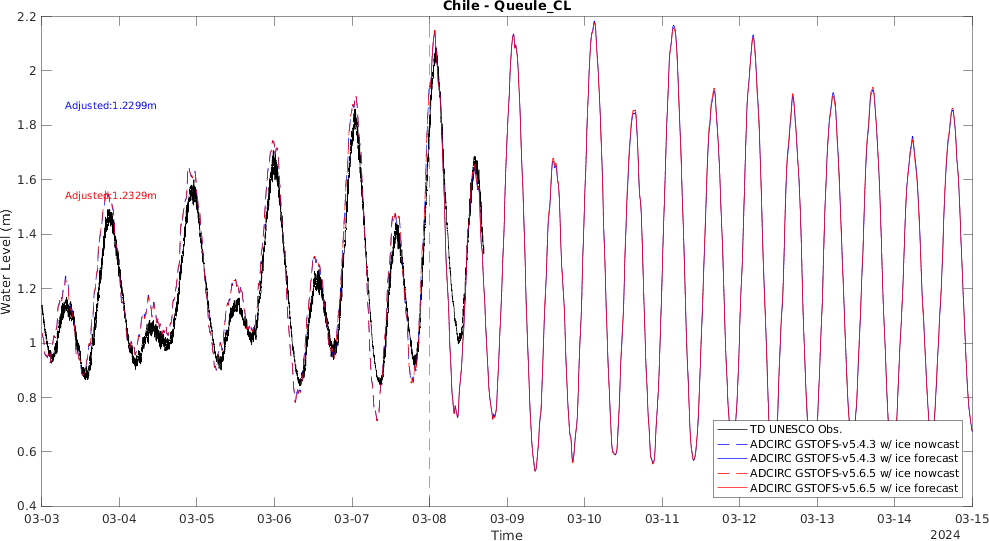 Chile - Queule_CL
Water Level (m)
2.2
2
1.8
1.6
1.4
1.2
1
0.8
0.6
0.4
Adjusted:1.2299m
Adjusted:1.2329m
TD UNESCO Obs.
ADCIRC GSTOFS-v5.4.3 w/ ice nowcast
ADCIRC GSTOFS-v5.4.3 w/ ice forecast
ADCIRC GSTOFS-v5.6.5 w/ ice nowcast
ADCIRC GSTOFS-v5.6.5 w/ ice forecast
03-03 03-04 03-05 03-06 03-07 03-08 03-09 03-10 03-11 03-12 03-13 03-14 03-15
Time
2024